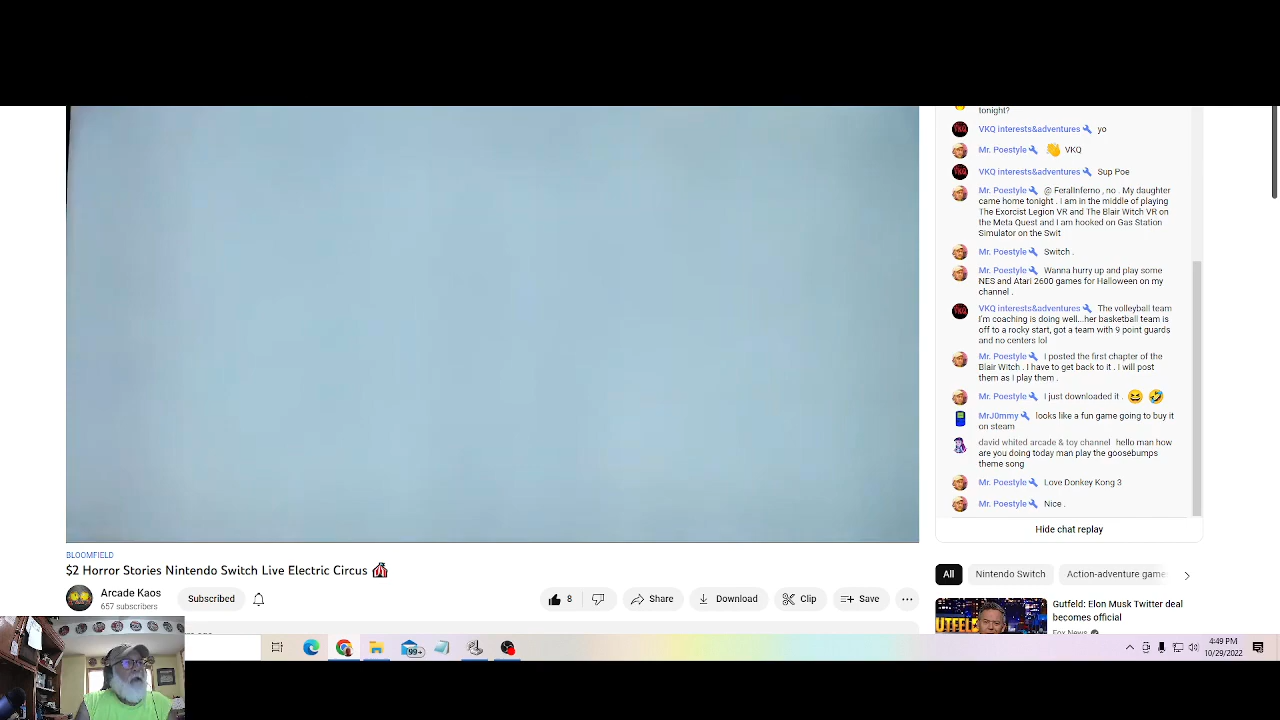 tonight?
VKQ interests&adventures yo
Mr. Poestyle 👋 VKQ
VKQ interests&adventures Sup Poe
Mr. Poestyle @ FeralInferno , no . My daughter
came home tonight . I am in the middle of playing
The Exorcist Legion VR and The Blair Witch VR on
the Meta Quest and I am hooked on Gas Station
Simulator on the Swit
Mr. Poestyle Switch .
Mr. Poestyle Wanna hurry up and play some
NES and Atari 2600 games for Halloween on my
channel .
VKQ interests&adventures The volleyball team
I'm coaching is doing well...her basketball team is
off to a rocky start, got a team with 9 point guards
and no centers lol
Mr. Poestyle I posted the first chapter of the
Blair Witch . I have to get back to it . I will post
them as I play them .
Mr. Poestyle I just downloaded it . 😆 🤣
MrJ0mmy looks like a fun game going to buy it
on steam
david whited arcade & toy channel hello man how
are you doing today man play the goosebumps
theme song
Mr. Poestyle Love Donkey Kong 3
Mr. Poestyle Nice .
Hide chat replay
BLOOMFIELD
$2 Horror Stories Nintendo Switch Live Electric Circus 🎪
Arcade Kaos
657 subscribers
Subscribed
8
Share
Download
Clip
Save
All
Nintendo Switch
Action-adventure game
Gutfeld: Elon Musk Twitter deal
becomes official
Fox News
99+
4:49 PM
10/29/2022